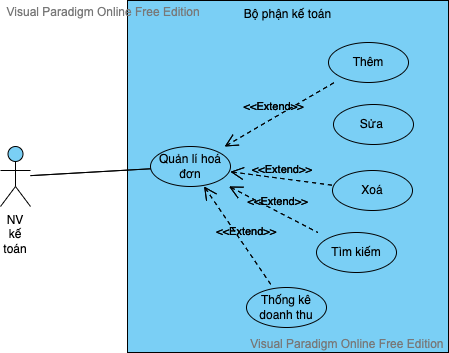 Visual Paradigm Online Free Edition
Bộ phận kế toán
Thêm
<<Extend>>
Sửa
Quản lí hoá
đơn
<<Extend>>
Xoá
<<Extend>>
NV
kế
toán
<<Extend>>
Tìm kiếm
Thống kê
doanh thu
Visual Paradigm Online Free Edition